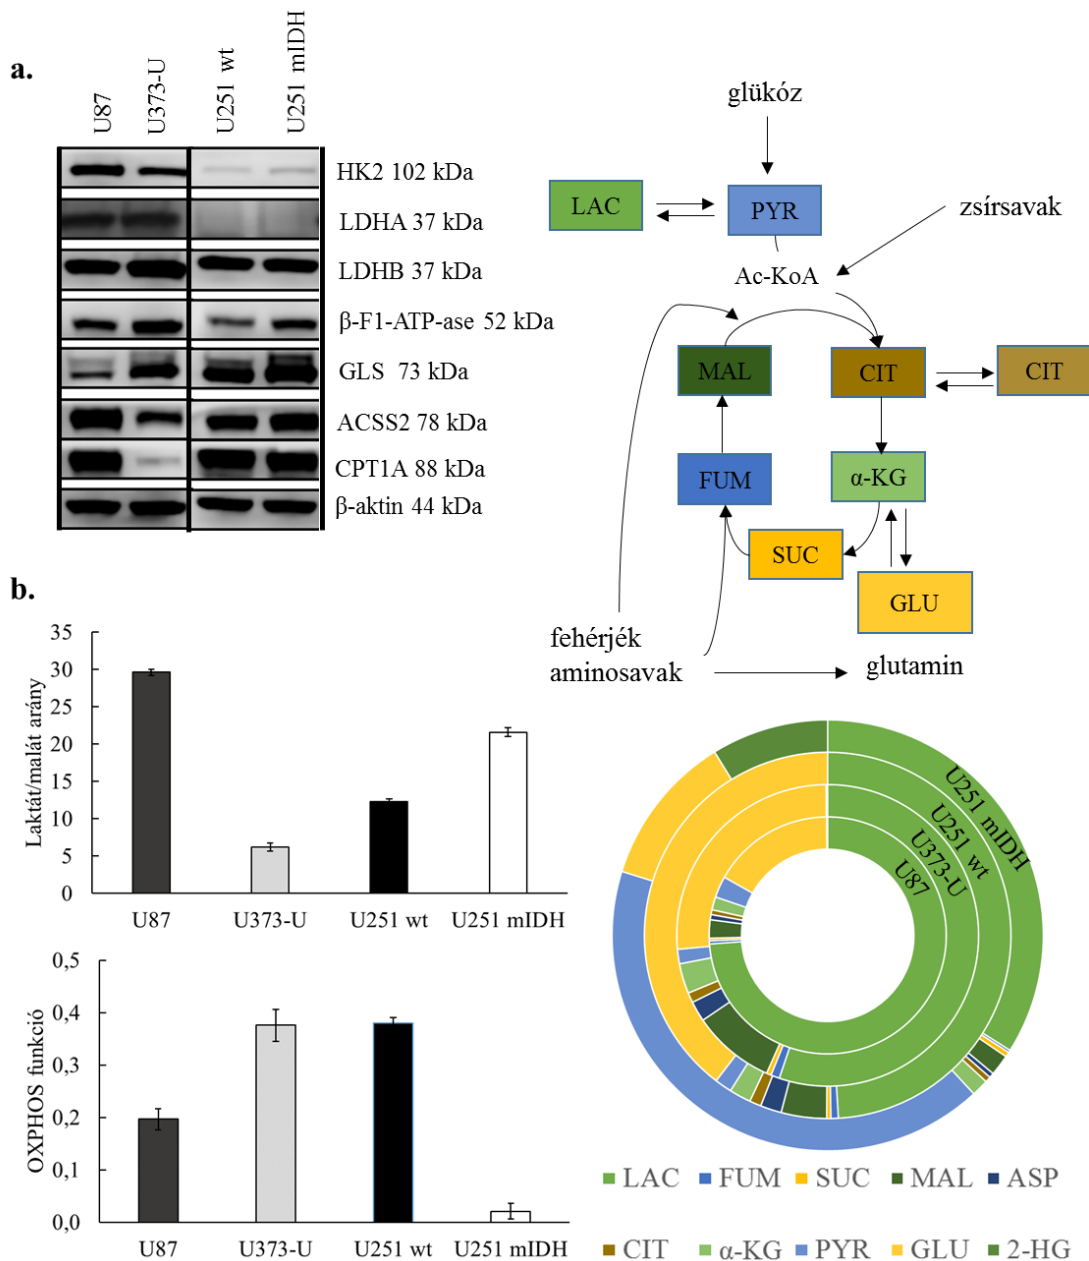 a.
U87
U373-U
U251 wt
U251 mIDH
HK2 102 kDa
LDHA 37 kDa
LDHB 37 kDa
β-F1-ATP-ase 52 kDa
GLS 73 kDa
ACSS2 78 kDa
CPT1A 88 kDa
β-aktin 44 kDa
glükóz
LAC
PYR
zsírsavak
Ac-KoA
MAL
CIT
CIT
FUM
α-KG
SUC
GLU
fehérjék
aminosavak
glutamin
b.
Laktát/malát arány
35
30
25
20
15
10
5
0
U87
U373-U
U251 wt
U251 mIDH
OXPHOS funkció
0,5
0,4
0,3
0,2
0,1
0,0
U87
U373-U
U251 wt
U251 mIDH
U251 mIDH
U251 wt
U373-U
U87
LAC
FUM
SUC
MAL
ASP
CIT
α-KG
PYR
GLU
2-HG